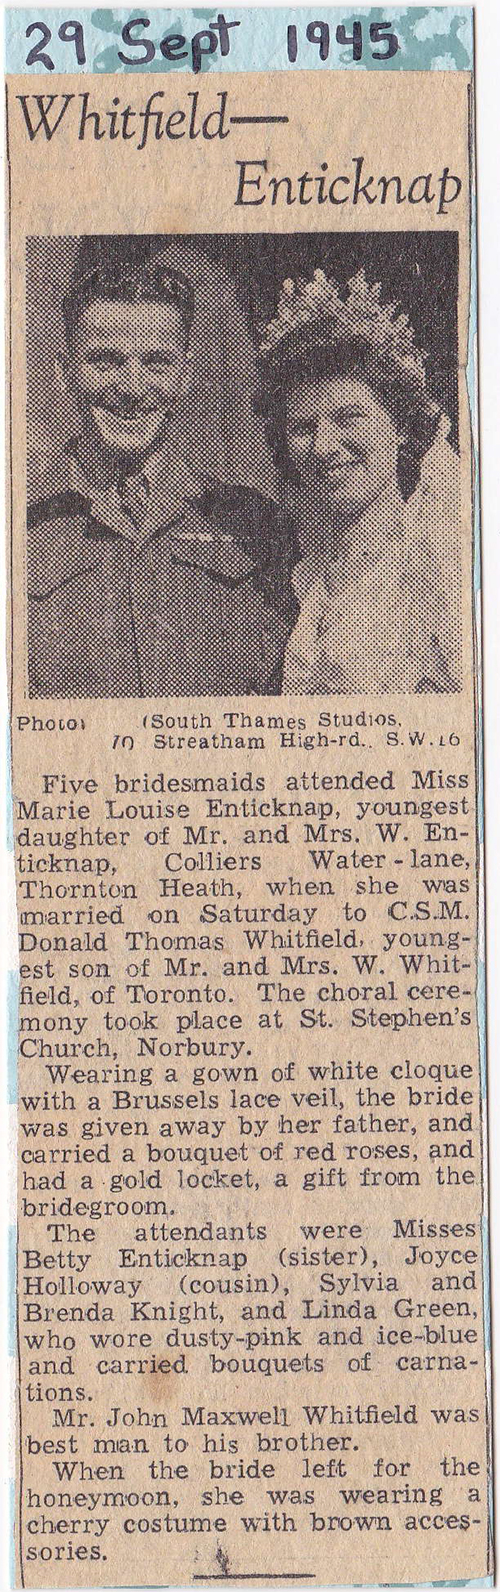 29 Sept 1945
Whitfield—
Enticknap
Photo) (South Thames Studios,
70 Streatham High-rd., S.W.16
Five bridesmaids attended Miss
Marie Louise Enticknap, youngest
daughter of Mr. and Mrs. W. En-
ticknap, Colliers Water-lane,
Thornton Heath, when she was
married on Saturday to C.S.M.
Donald Thomas Whitfield, young-
est son of Mr. and Mrs. W. Whit-
field, of Toronto. The choral cere-
mony took place at St. Stephen's
Church, Norbury.
Wearing a gown of white cloque
with a Brussels lace veil, the bride
was given away by her father, and
carried a bouquet of red roses, and
had a gold locket, a gift from the
bridegroom.
The attendants were Misses
Betty Enticknap (sister), Joyce
Holloway (cousin), Sylvia and
Brenda Knight, and Linda Green,
who wore dusty-pink and ice-blue
and carried bouquets of carna-
tions.
Mr. John Maxwell Whitfield was
best man to his brother.
When the bride left for the
honeymoon, she was wearing a
cherry costume with brown acces-
sories.